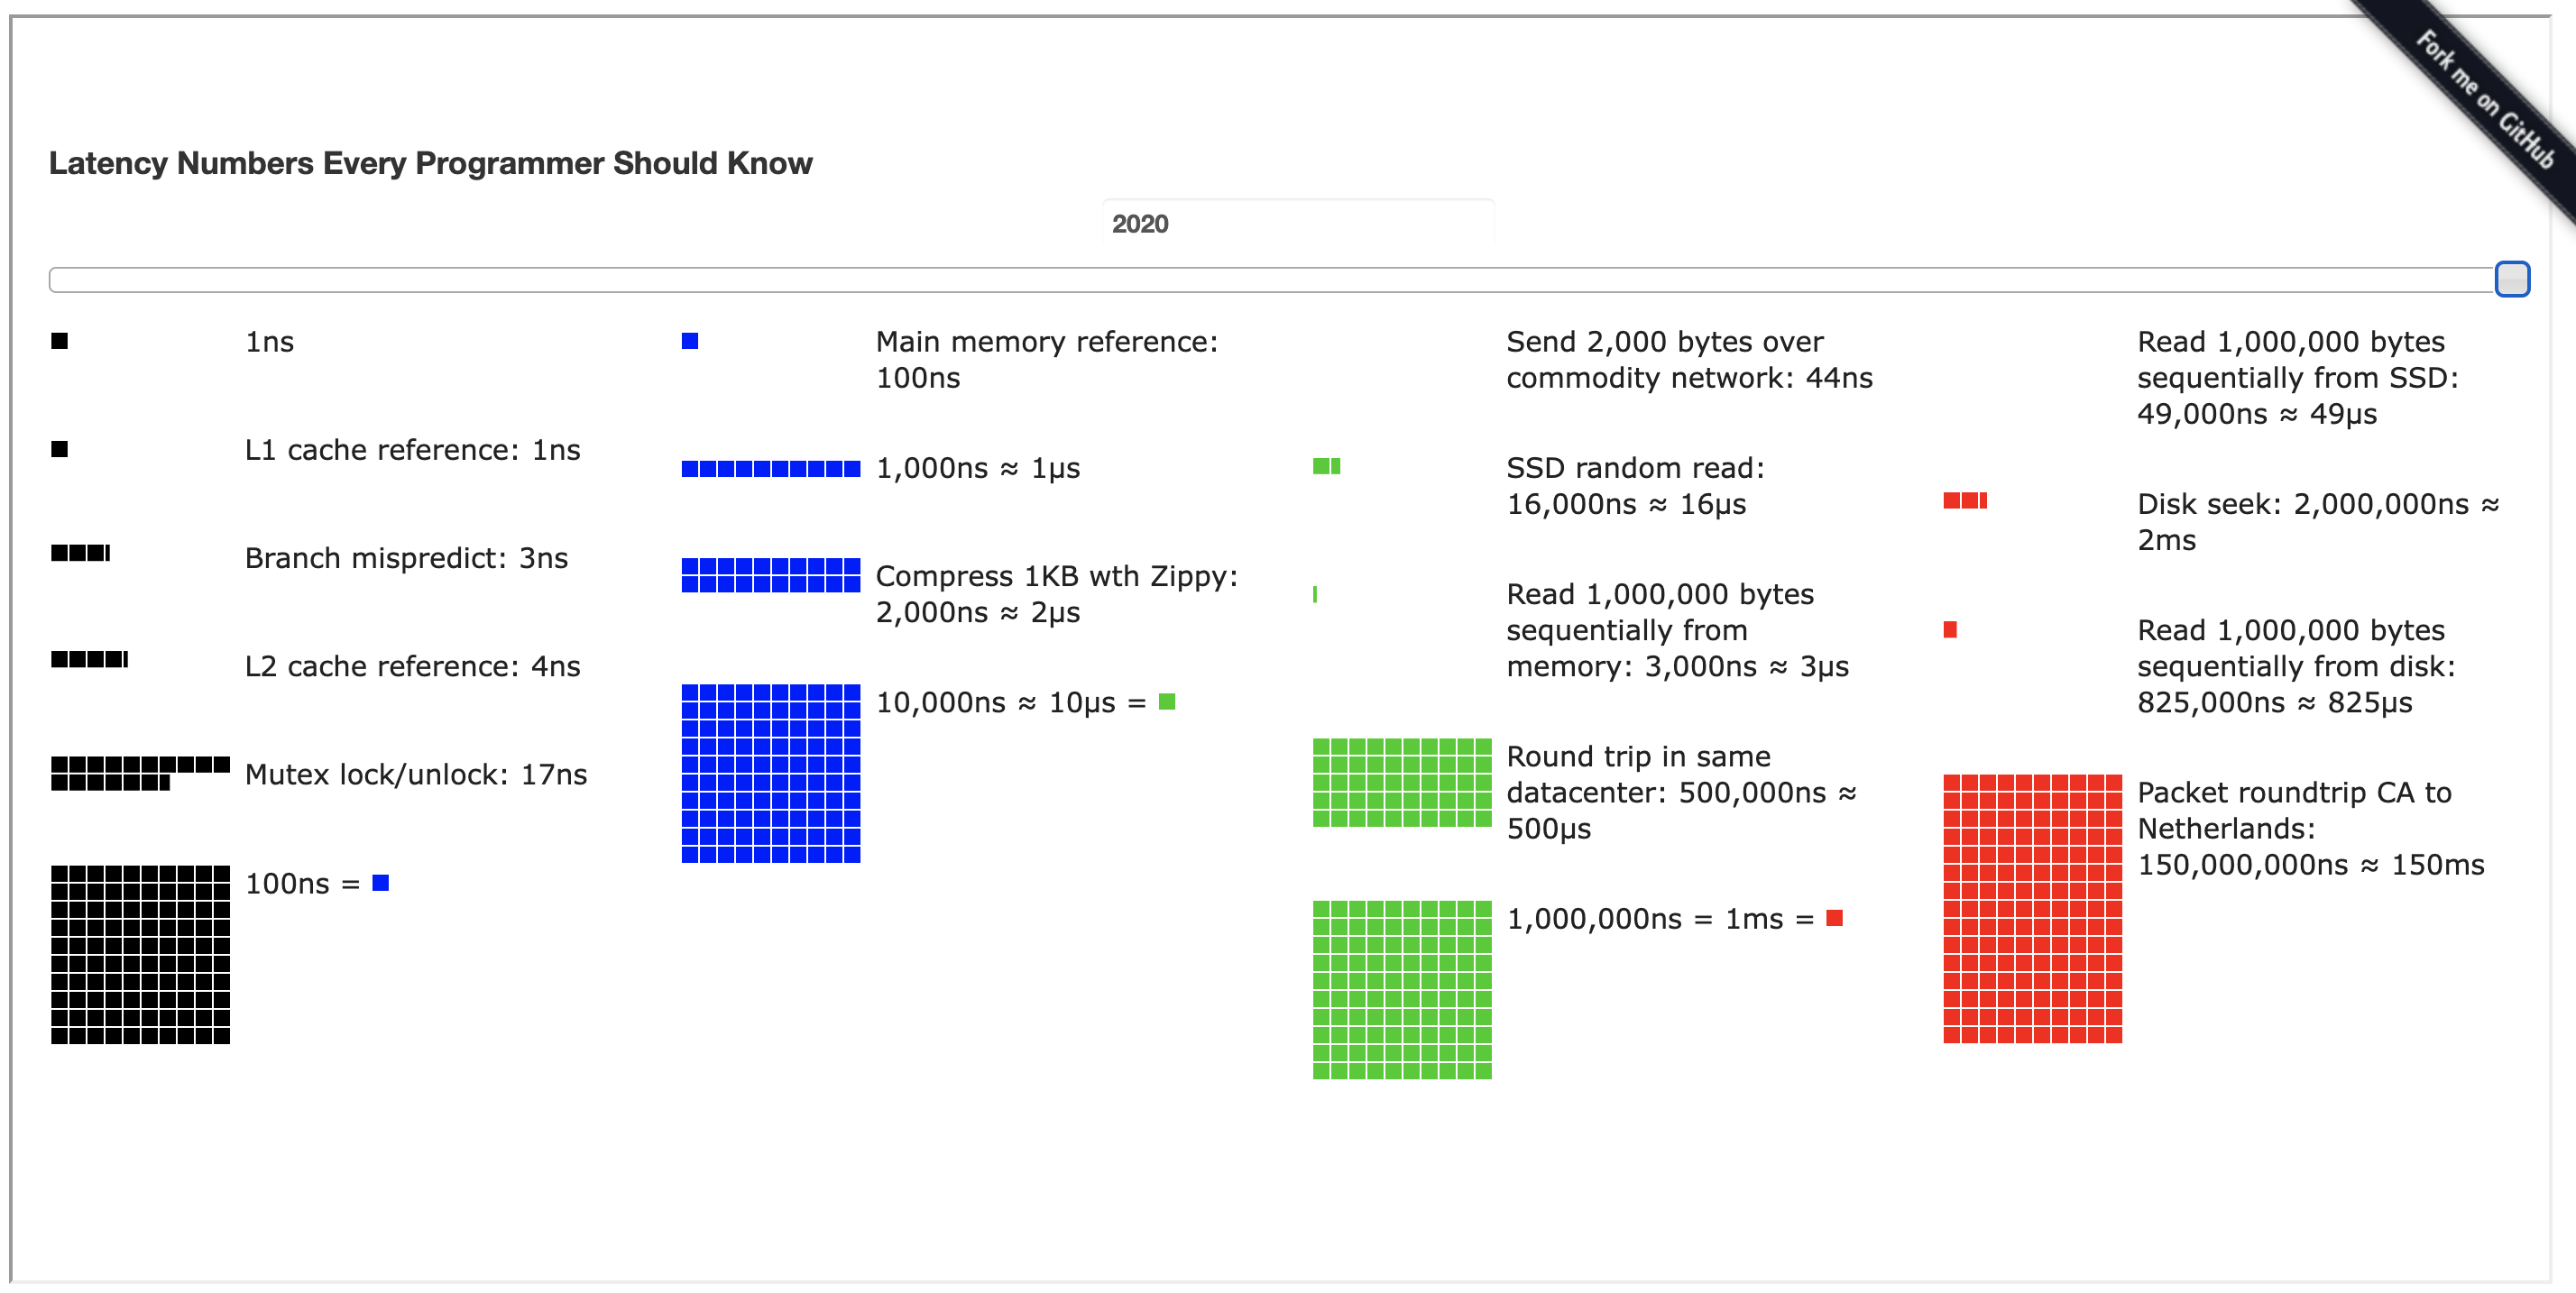 Fork me on GitHub
Latency Numbers Every Programmer Should Know
2020
1ns
L1 cache reference: 1ns
Branch mispredict: 3ns
L2 cache reference: 4ns
Mutex lock/unlock: 17ns
100ns =
Main memory reference:
100ns
1,000ns ≈ 1μs
Compress 1KB wth Zippy:
2,000ns ≈ 2μs
10,000ns ≈ 10μs =
Send 2,000 bytes over
commodity network: 44ns
SSD random read:
16,000ns ≈ 16μs
Read 1,000,000 bytes
sequentially from
memory: 3,000ns ≈ 3μs
Round trip in same
datacenter: 500,000ns ≈
500μs
1,000,000ns = 1ms =
Read 1,000,000 bytes
sequentially from SSD:
49,000ns ≈ 49μs
Disk seek: 2,000,000ns ≈
2ms
Read 1,000,000 bytes
sequentially from disk:
825,000ns ≈ 825μs
Packet roundtrip CA to
Netherlands:
150,000,000ns ≈ 150ms